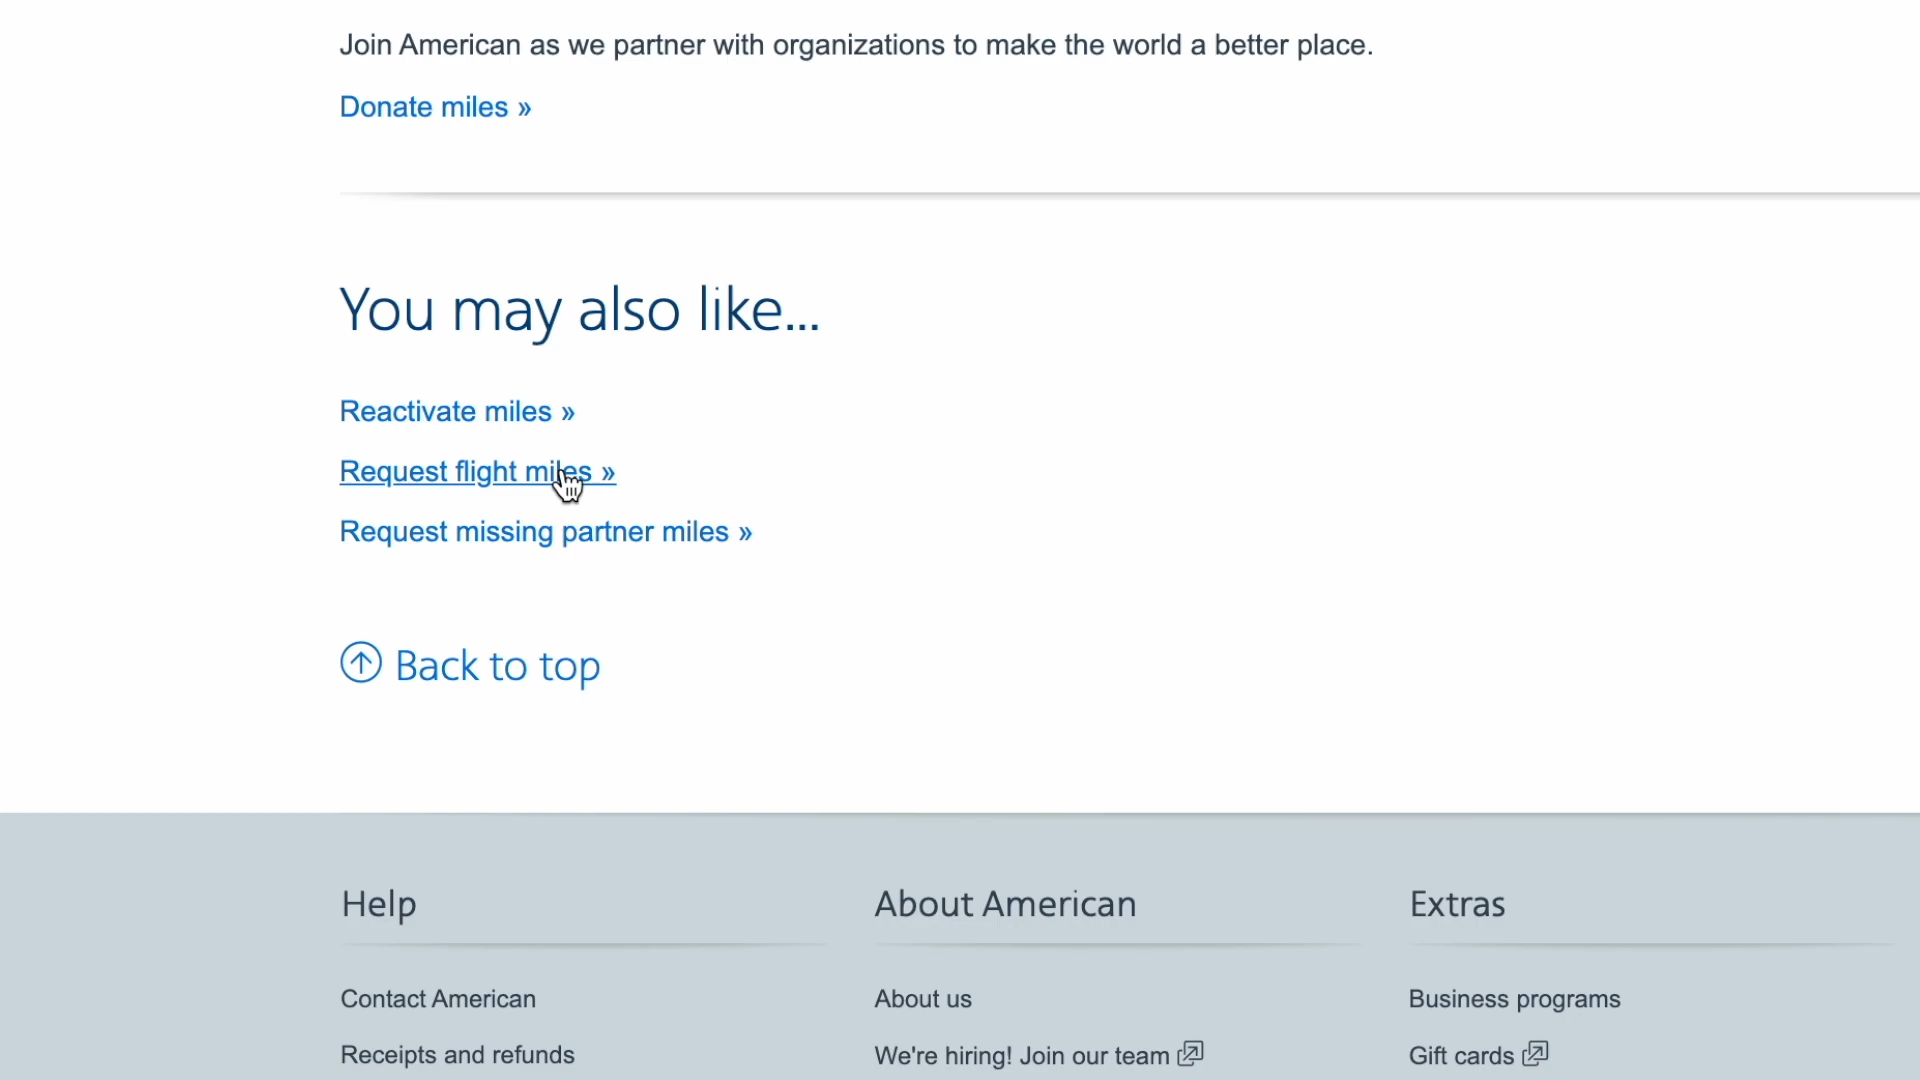 Join American as we partner with organizations to make the world a better place.
Donate miles »
You may also like...
Reactivate miles »
Request flight miles »
Request missing partner miles »
Back to top
Help
About American
Extras
Contact American
About us
Business programs
Receipts and refunds
We're hiring! Join our team
Gift cards